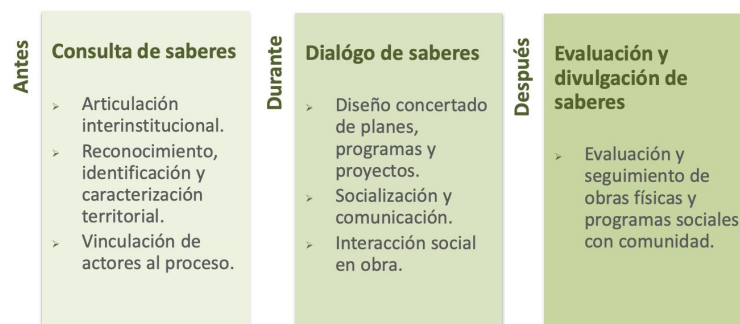 Antes
Consulta de saberes
➢ Articulación
interinstitucional.
➢ Reconocimiento,
identificación y
caracterización
territorial.
➢ Vinculación de
actores al proceso.
Durante
Dialógo de saberes
➢ Diseño concertado
de planes,
programas y
proyectos.
➢ Socialización y
comunicación.
➢ Interacción social
en obra.
Después
Evaluación y
divulgación de
saberes
➢ Evaluación y
seguimiento de
obras físicas y
programas sociales
con comunidad.